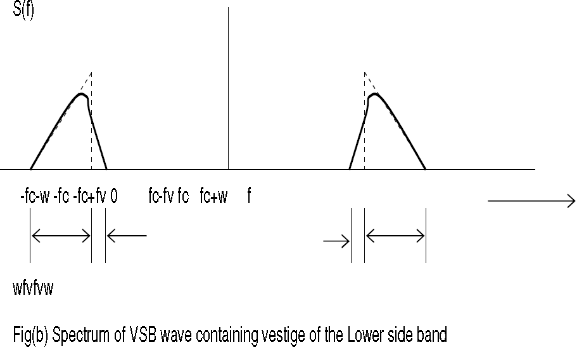 S(f)
-fc-w -fc -fc+fv 0 fc-fv fc fc+w f
wfvfvw
Fig(b) Spectrum of VSB wave containing vestige of the Lower side band